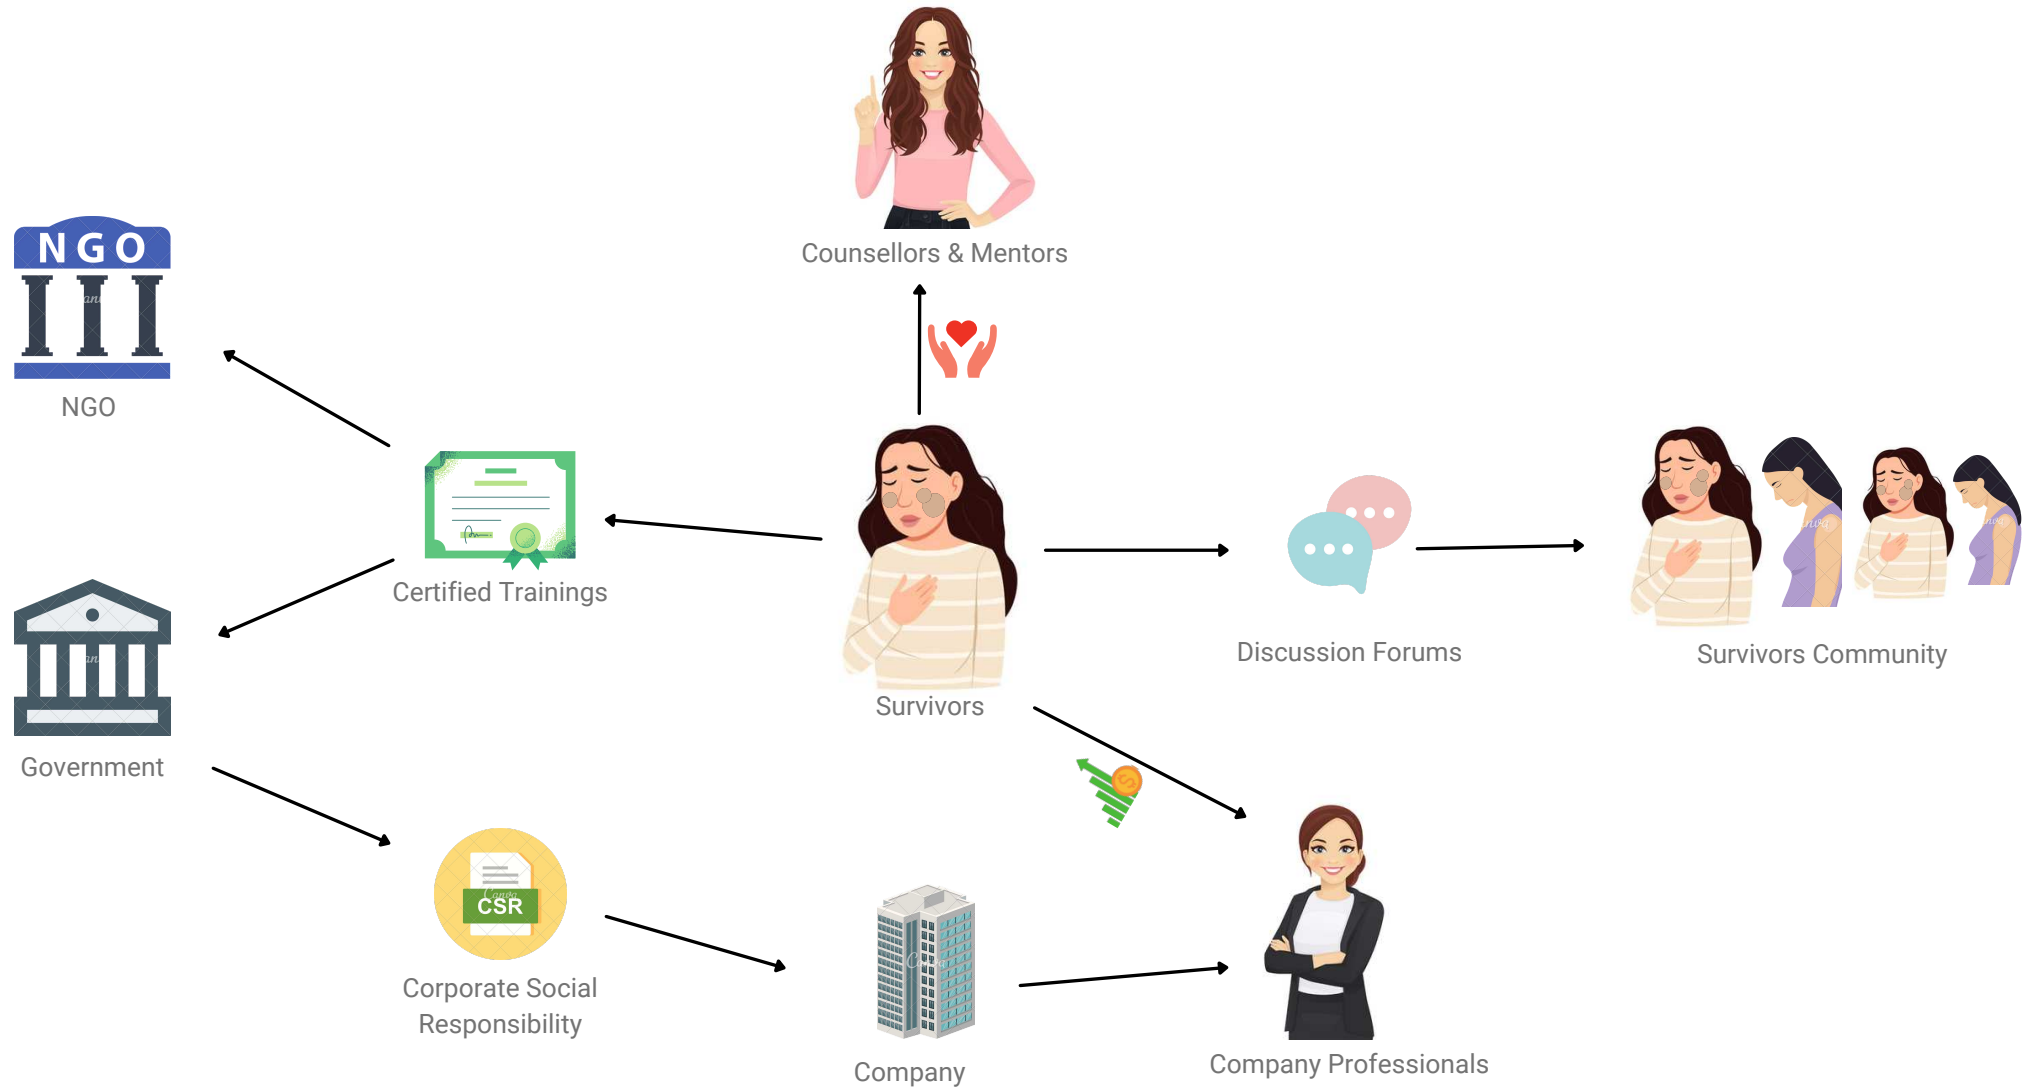 Counsellors & Mentors
NGO
NGO
Certified Trainings
Government
Survivors
Discussion Forums
Survivors Community
CSR
Canva
Corporate Social
Responsibility
Company
Company Professionals